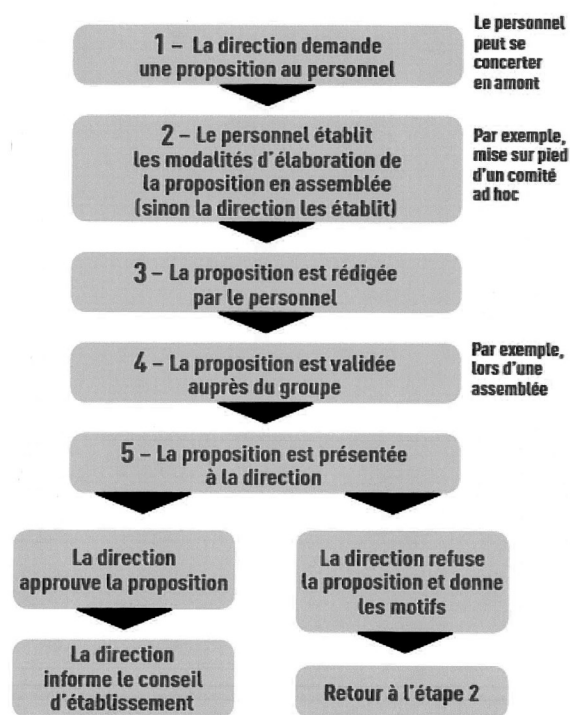 1 – La direction demande
une proposition au personnel
Le personnel
peut se
concerter
en amont
2 – Le personnel établit
les modalités d'élaboration de
la proposition en assemblée
(sinon la direction les établit)
Par exemple,
mise sur pied
d'un comité
ad hoc
3 – La proposition est rédigée
par le personnel
4 – La proposition est validée
auprès du groupe
Par exemple,
lors d'une
assemblée
5 – La proposition est présentée
à la direction
La direction
approuve la proposition
La direction refuse
la proposition et donne
les motifs
La direction
informe le conseil
d'établissement
Retour à l'étape 2